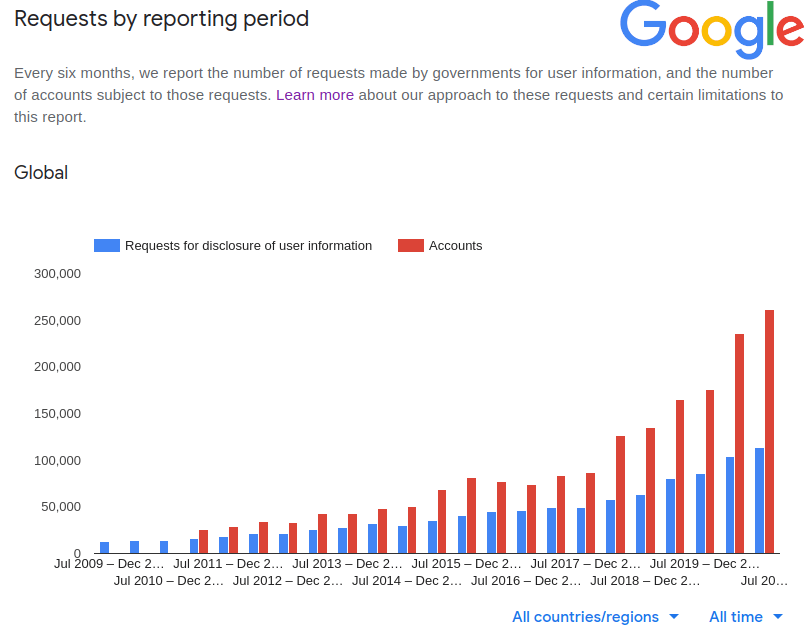 Requests by reporting period
Google
Every six months, we report the number of requests made by governments for user information, and the number
of accounts subject to those requests. Learn more about our approach to these requests and certain limitations to
this report.
Global
Requests for disclosure of user information
Accounts
300,000
250,000
200,000
150,000
100,000
50,000
0
Jul 2009 – Dec 2… Jul 2011 – Dec 2… Jul 2013 – Dec 2… Jul 2015 – Dec 2… Jul 2017 – Dec 2… Jul 2019 – Dec 2…
Jul 2010 – Dec 2… Jul 2012 – Dec 2… Jul 2014 – Dec 2… Jul 2016 – Dec 2… Jul 2018 – Dec 2… Jul 20…
All countries/regions All time